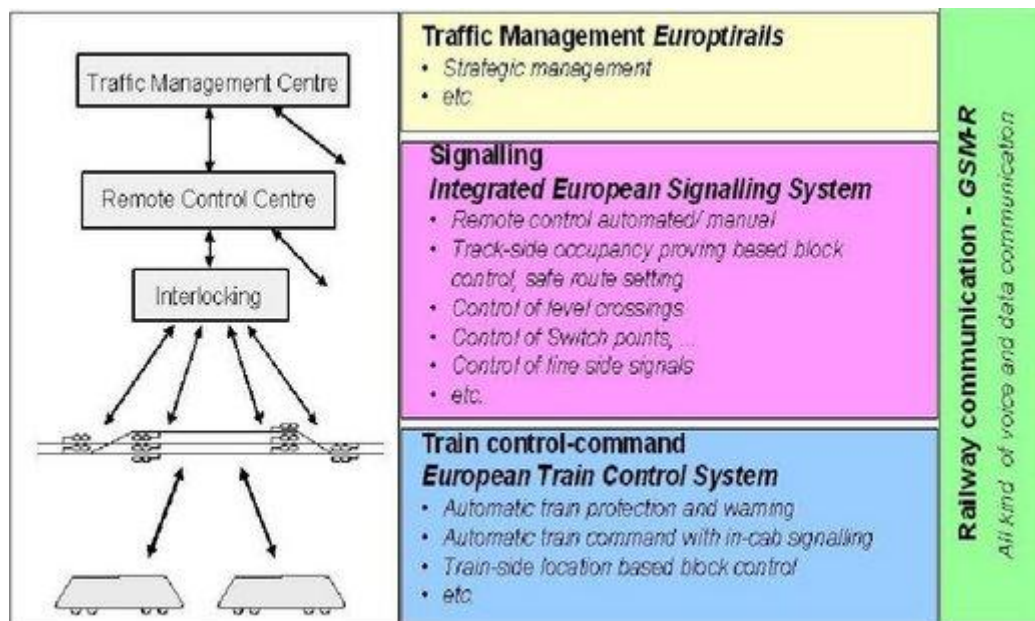 Traffic Management Centre
Remote Control Centre
Interlocking
Traffic Management Europtirails
• Strategic management
• etc.
Signalling
Integrated European Signalling System
• Remote control automated/ manual
• Track-side occupancy proving based block
control, safe route setting
• Control of level crossings
• Control of Switch points, ...
• Control of line side signals
• etc.
Train control-command
European Train Control System
• Automatic train protection and warning
• Automatic train command with in-cab signalling
• Train-side location based block control
• etc
Railway communication - GSM-R
All kind of voice and data communication